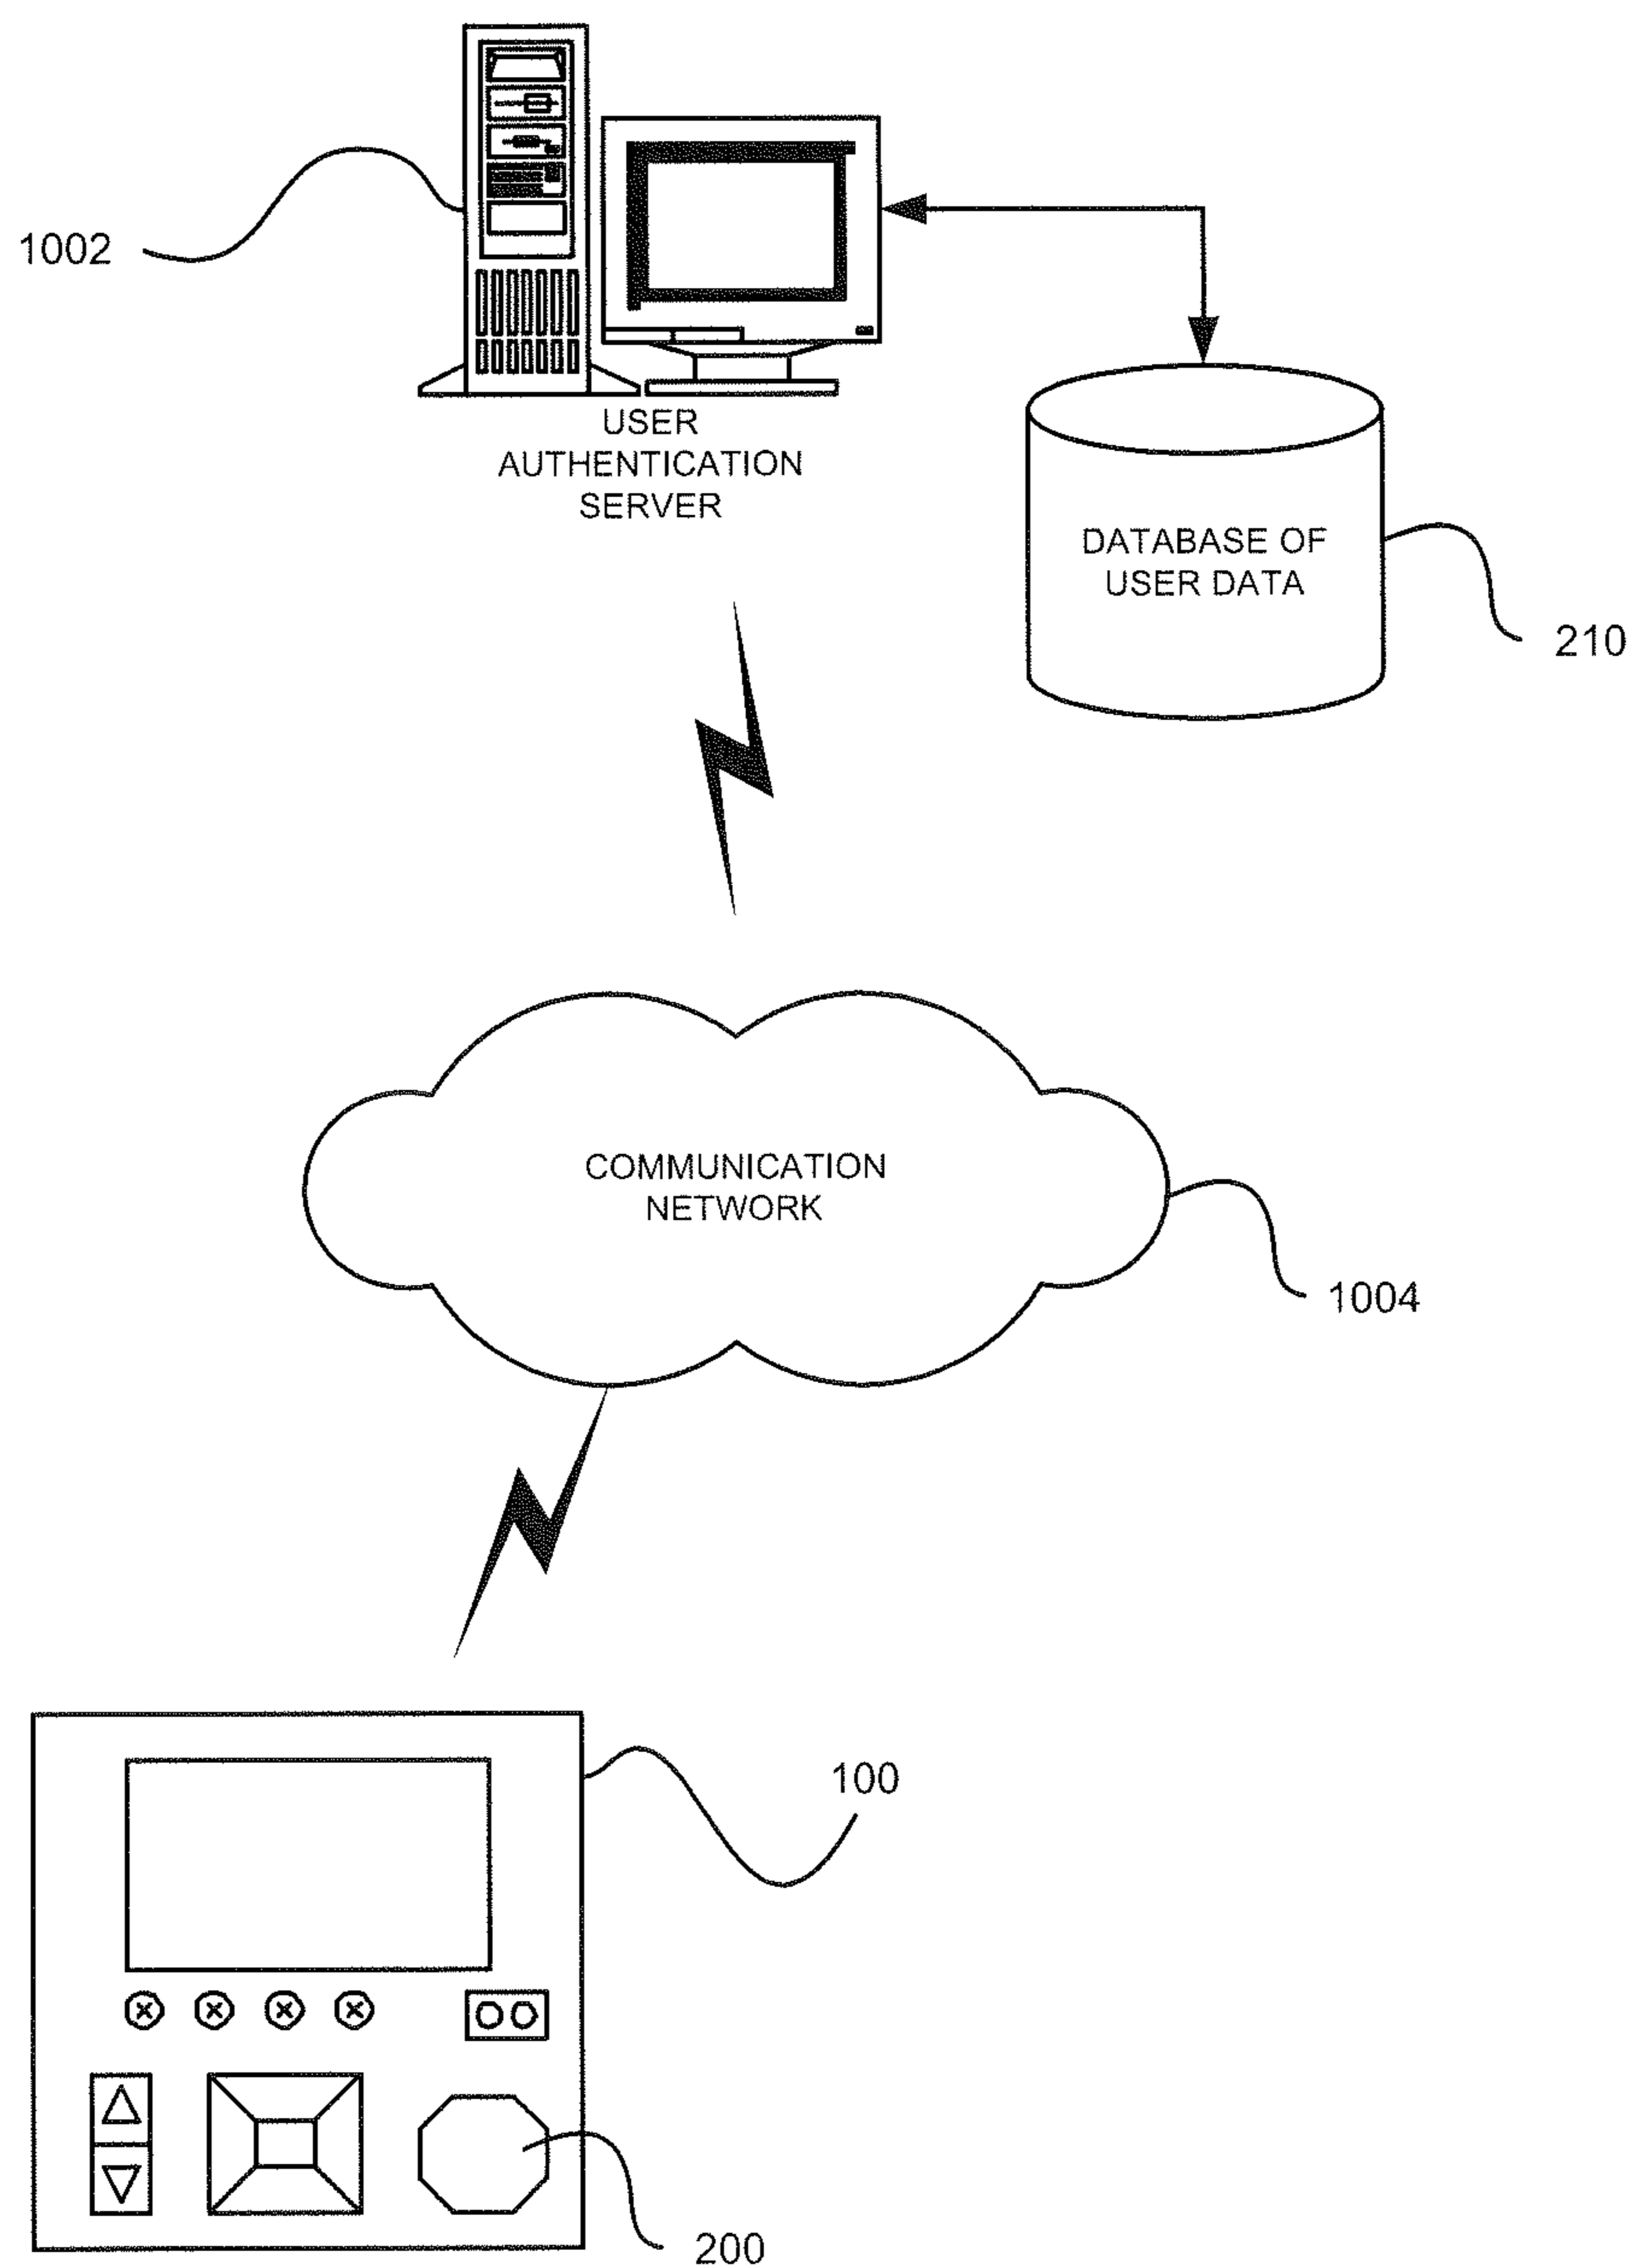 1002
USER
AUTHENTICATION
SERVER
DATABASE OF
USER DATA
210
COMMUNICATION
NETWORK
1004
100
200